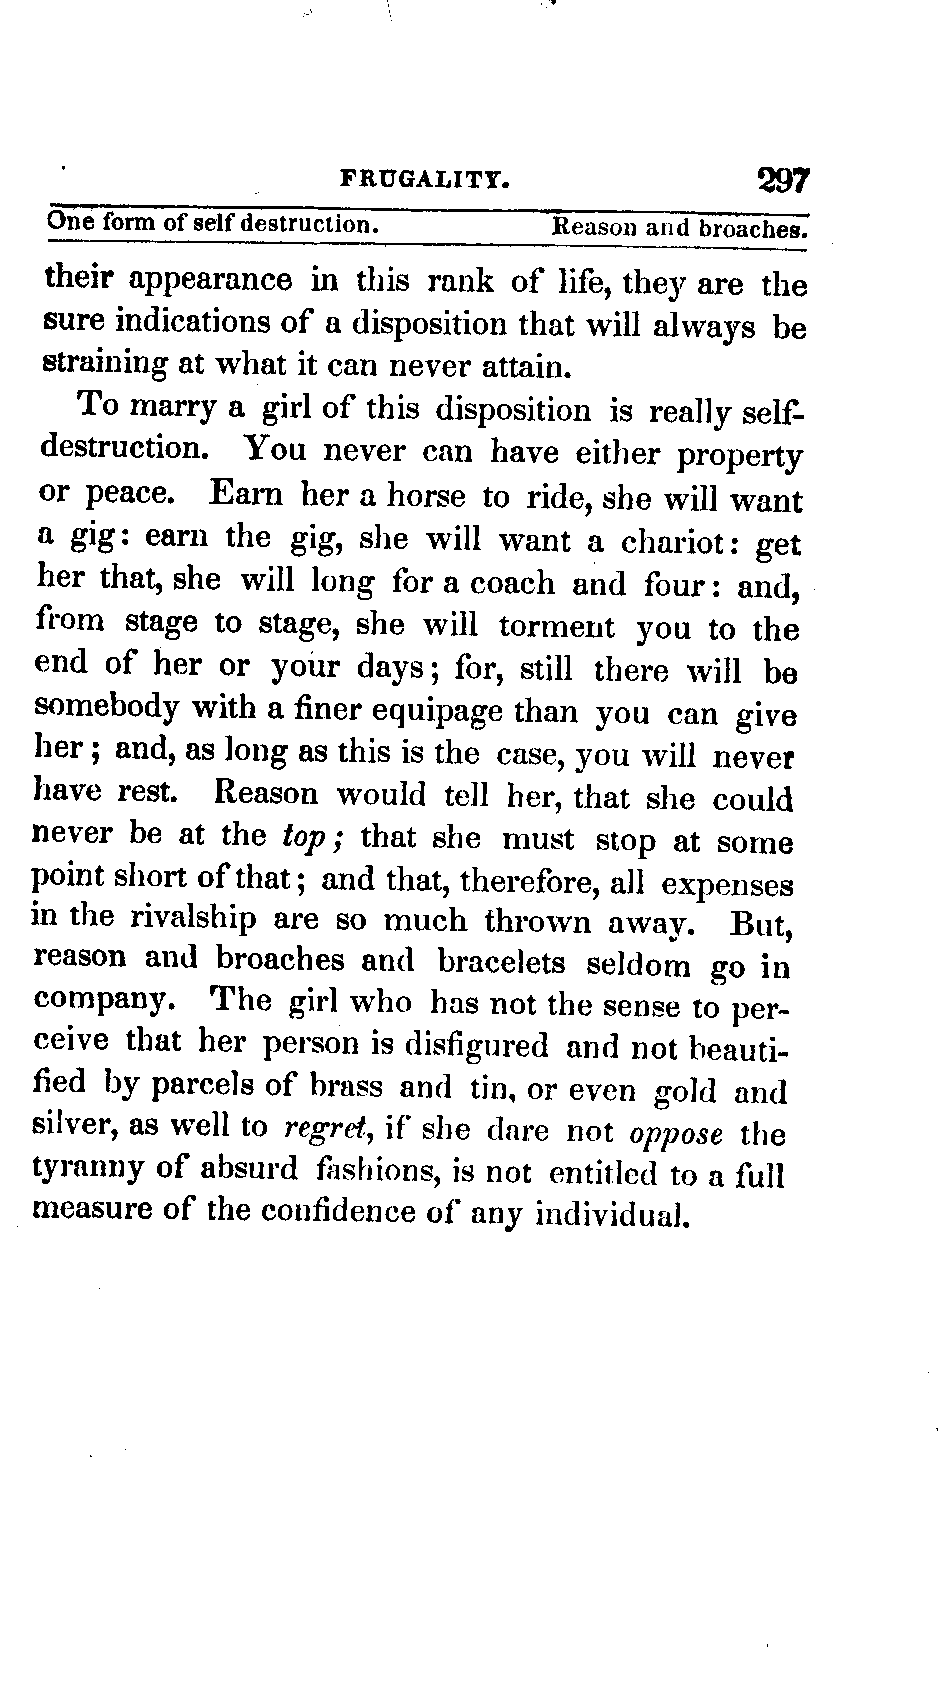 FRUGALITY. 297
One form of self destruction. Reason and broaches.
their appearance in this rank of life, they are the
sure indications of a disposition that will always be
straining at what it can never attain.
To marry a girl of this disposition is really self-
destruction. You never can have either property
or peace. Earn her a horse to ride, she will want
a gig: earn the gig, she will want a chariot: get
her that, she will long for a coach and four: and,
from stage to stage, she will torment you to the
end of her or your days; for, still there will be
somebody with a finer equipage than you can give
her; and, as long as this is the case, you will never
have rest. Reason would tell her, that she could
never be at the top; that she must stop at some
point short of that; and that, therefore, all expenses
in the rivalship are so much thrown away. But,
reason and broaches and bracelets seldom go in
company. The girl who has not the sense to per-
ceive that her person is disfigured and not beauti-
fied by parcels of brass and tin, or even gold and
silver, as well to regret, if she dare not oppose the
tyranny of absurd fashions, is not entitled to a full
measure of the confidence of any individual.